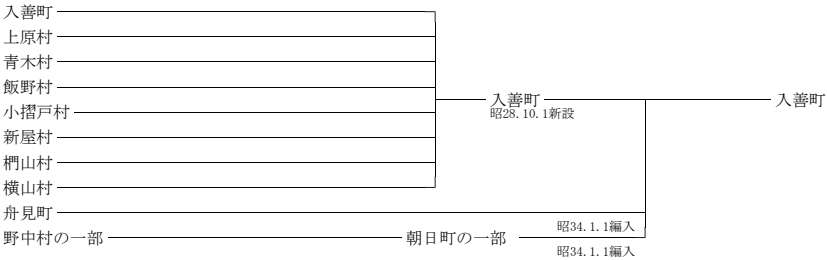 入善町
上原村
青木村
飯野村
小摺戸村
新屋村
椚山村
横山村
舟見町
野中村の一部
朝日町の一部
入善町
昭28.10.1新設
昭34.1.1編入
昭34.1.1編入
入善町